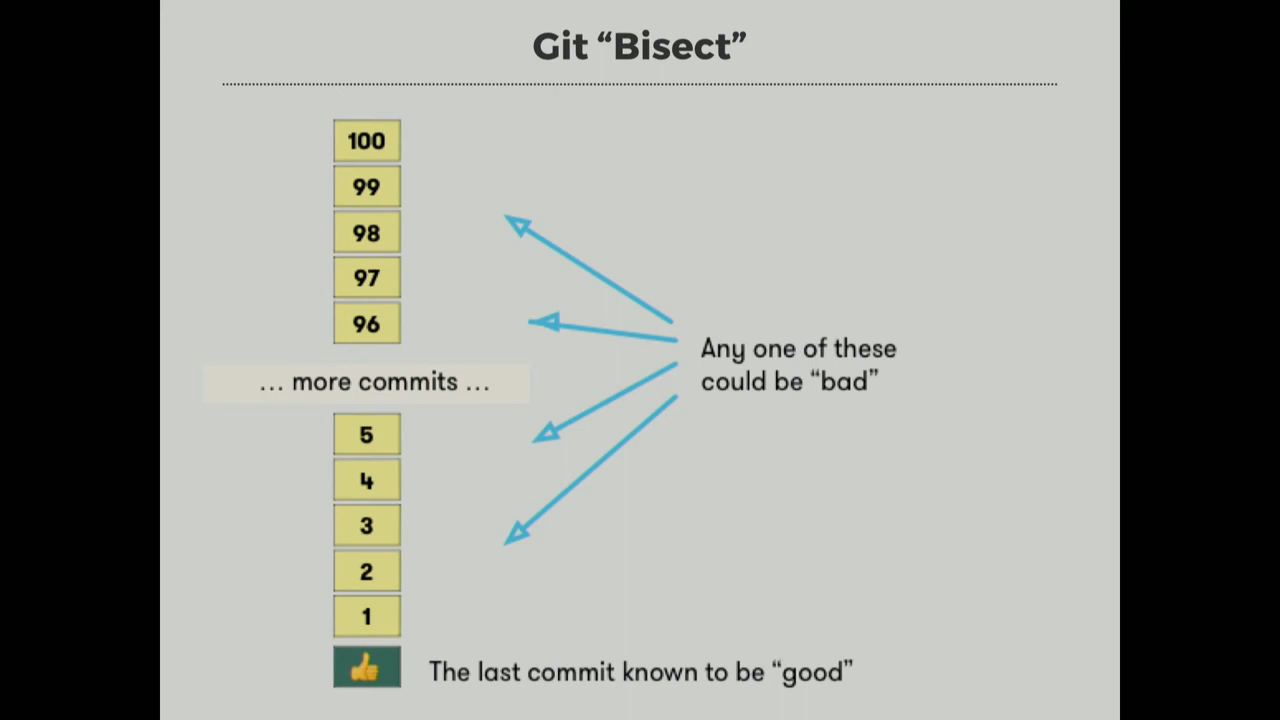 Git “Bisect”
100
99
98
97
96
Any one of these
could be “bad”
… more commits …
5
4
3
2
1
The last commit known to be “good”